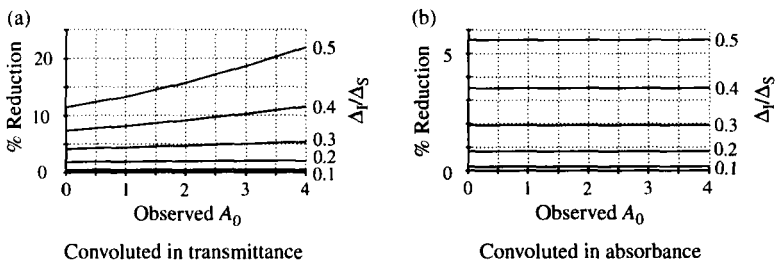 (a)
20
10
0
% Reduction
0 1 2 3 4
Observed A0
0.5
0.4
0.3
0.2
0.1
ΔI/ΔS
Convoluted in transmittance
(b)
5
0
% Reduction
0 1 2 3 4
Observed A0
0.5
0.4
0.3
0.2
0.1
ΔI/ΔS
Convoluted in absorbance